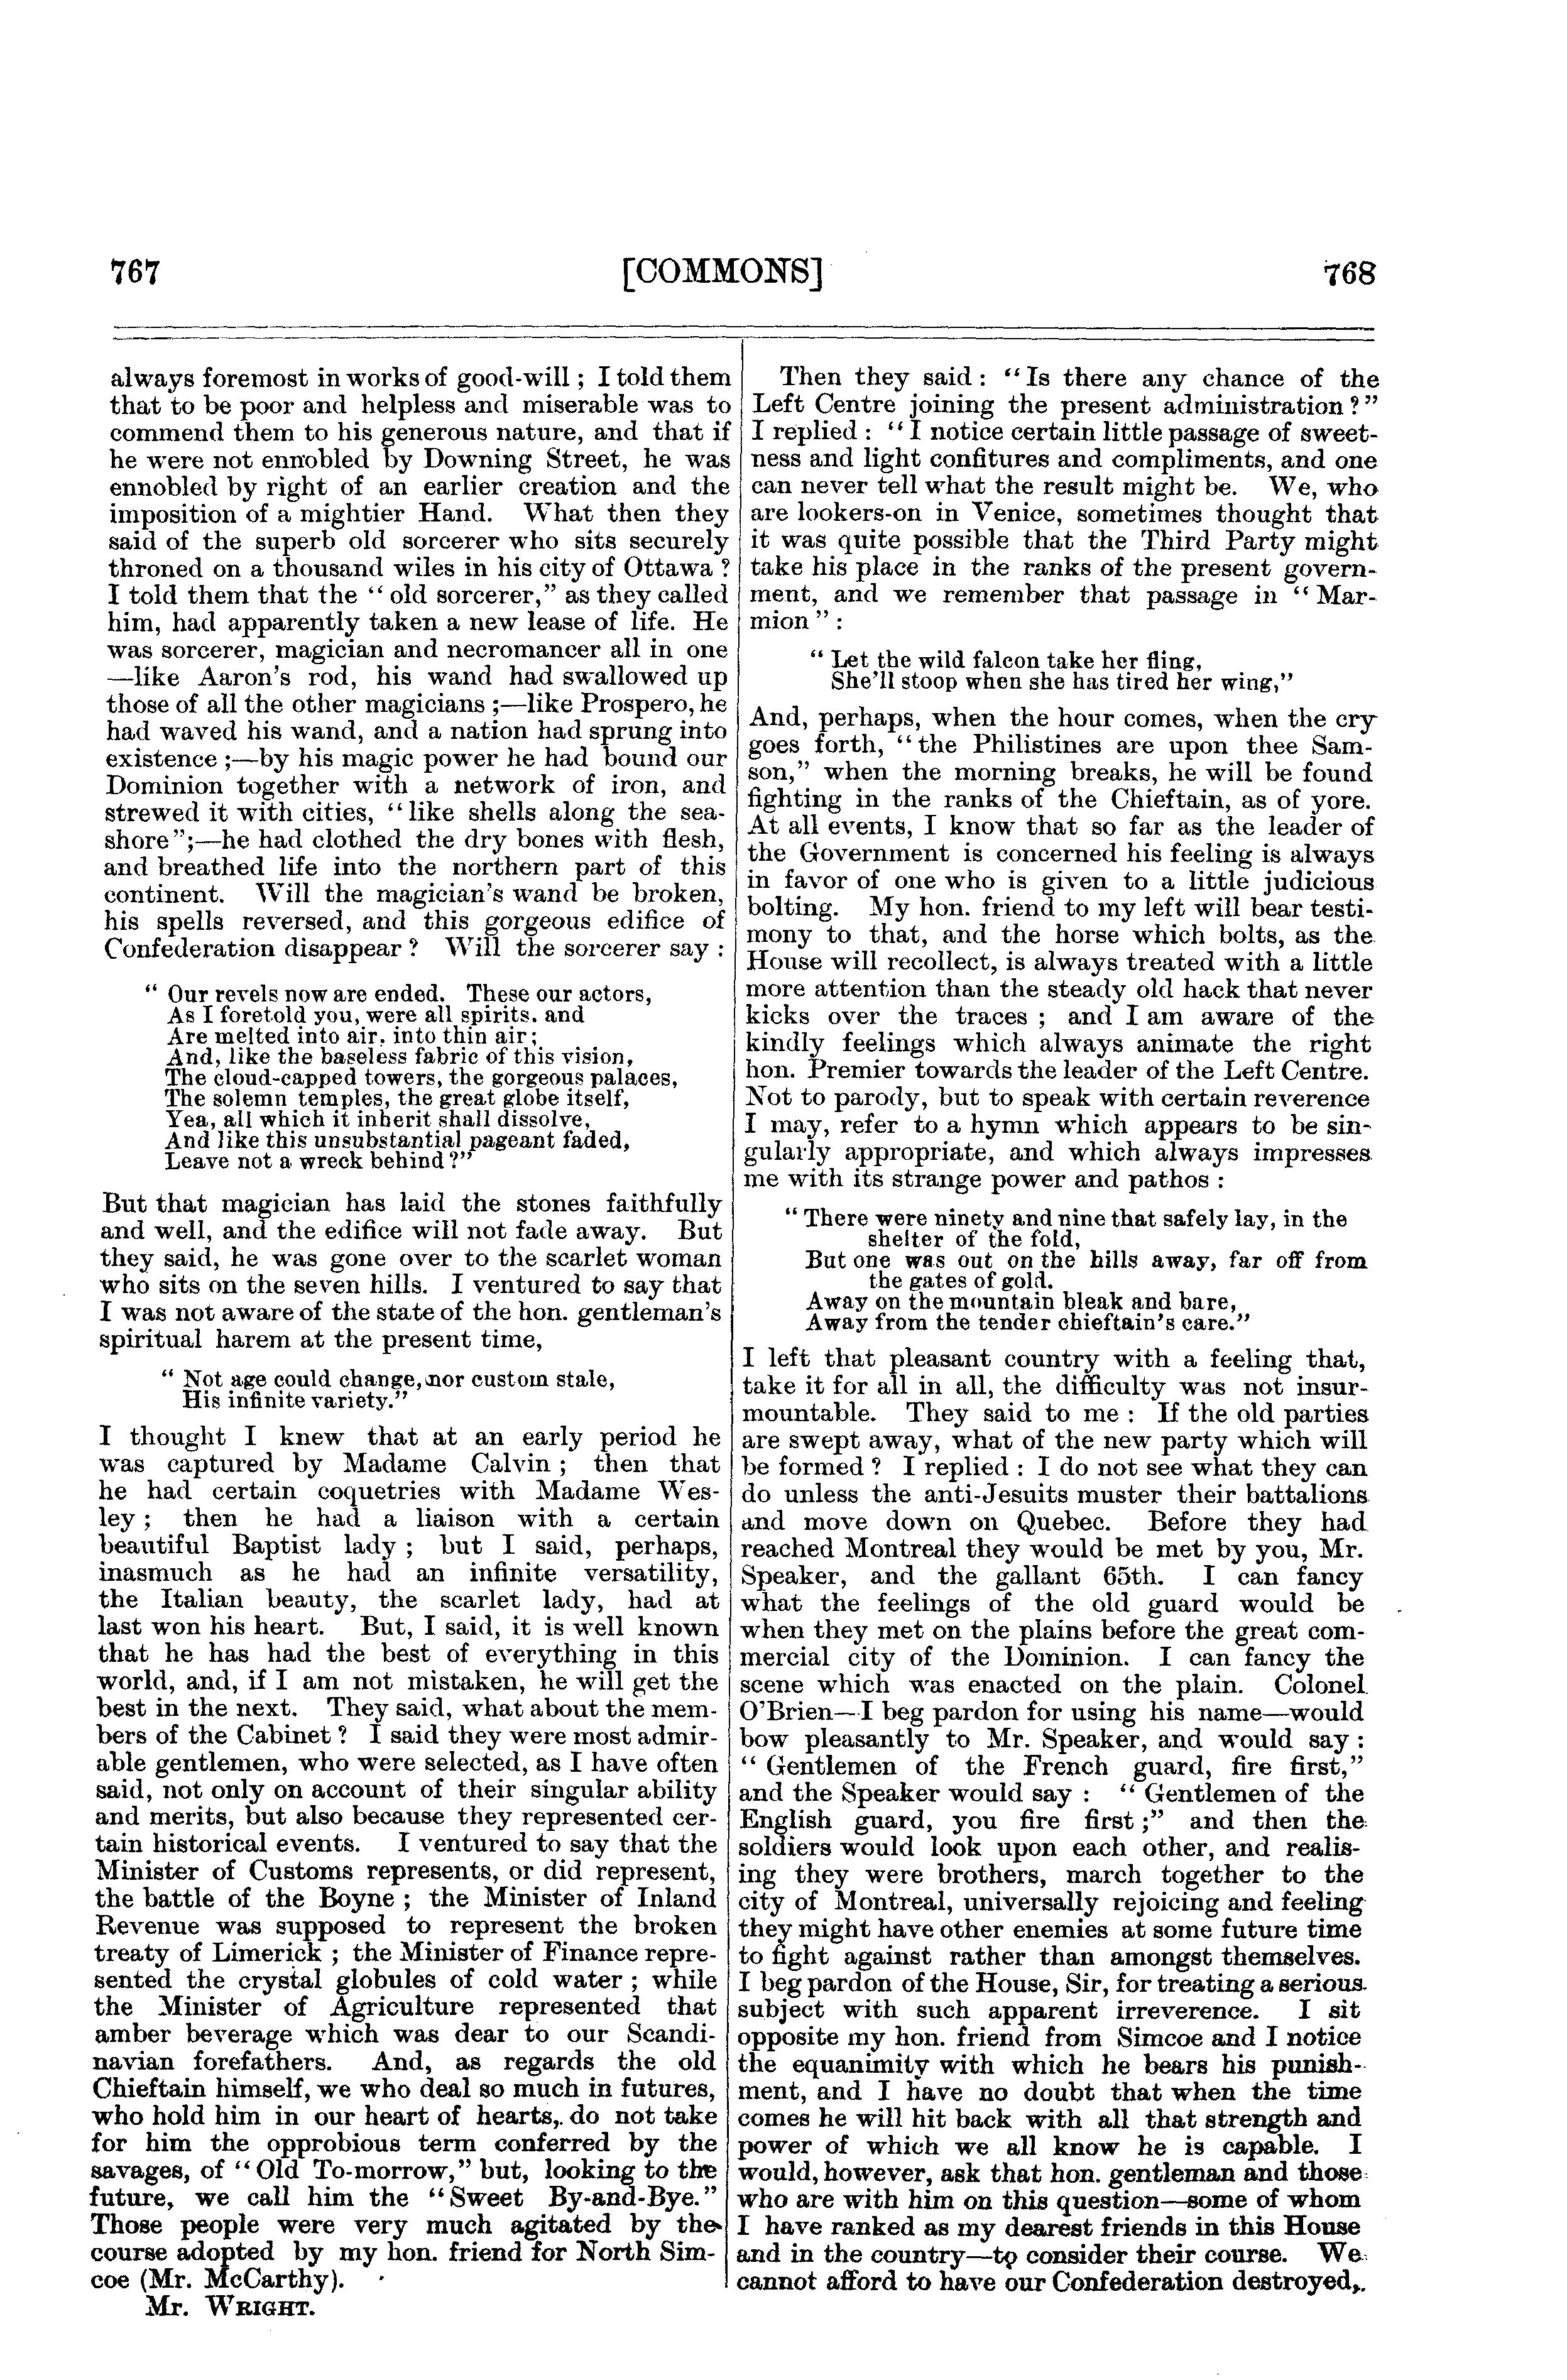 767
[COMMONS]
768
always foremost in works of good-will ; I told them
that to be poor and helpless and miserable was to
commend them to his generous nature, and that if
he were not ennobled by Downing Street, he was
ennobled by right of an earlier creation and the
imposition of a mightier Hand. What then they
said of the superb old sorcerer who sits securely
throned on a thousand wiles in his city of Ottawa ?
I told them that the “ old sorcerer,” as they called
him, had apparently taken a new lease of life. He
was sorcerer, magician and necromancer all in one
—like Aaron's rod, his wand had swallowed up
those of all the other magicians ;—like Prospero, he
had waved his wand, and a nation had sprung into
existence ;—by his magic power he had bound our
Dominion together with a network of iron, and
strewed it with cities, “like shells along the sea-
shore”;—he had clothed the dry bones with flesh,
and breathed life into the northern part of this
continent. Will the magician's wand be broken,
his spells reversed, and this gorgeous edifice of
Confederation disappear ? Will the sorcerer say :
“ Our revels now are ended. These our actors,
As I foretold you, were all spirits. and
Are melted into air, into thin air;
And, like the baseless fabric of this vision,
The cloud-capped towers, the gorgeous palaces,
The solemn temples, the great globe itself,
Yea, all which it inherit shall dissolve,
And like this unsubstantial pageant faded,
Leave not a wreck behind ?”
But that magician has laid the stones faithfully
and well, and the edifice will not fade away. But
they said, he was gone over to the scarlet woman
who sits on the seven hills. I ventured to say that
I was not aware of the state of the hon. gentleman's
spiritual harem at the present time,
“ Not age could change, nor custom stale,
His infinite variety.”
I thought I knew that at an early period he
was captured by Madame Calvin ; then that
he had certain coquetries with Madame Wes-
ley ; then he had a liaison with a certain
beautiful Baptist lady ; but I said, perhaps,
inasmuch as he had an infinite versatility,
the Italian beauty, the scarlet lady, had at
last won his heart. But, I said, it is well known
that he has had the best of everything in this
world, and, if I am not mistaken, he will get the
best in the next. They said, what about the mem-
bers of the Cabinet ? I said they were most admir-
able gentlemen, who were selected, as I have often
said, not only on account of their singular ability
and merits, but also because they represented cer-
tain historical events. I ventured to say that the
Minister of Customs represents, or did represent,
the battle of the Boyne ; the Minister of Inland
Revenue was supposed to represent the broken
treaty of Limerick ; the Minister of Finance repre-
sented the crystal globules of cold water ; while
the Minister of Agriculture represented that
amber beverage which was dear to our Scandi-
navian forefathers. And, as regards the old
Chieftain himself, we who deal so much in futures,
who hold him in our heart of hearts, do not take
for him the opprobious term conferred by the
savages, of “Old To-morrow,” but, looking to the
future, we call him the “Sweet By-and-Bye.”
Those people were very much agitated by the
course adopted by my hon. friend for North Sim-
coe (Mr. McCarthy).
Mr. WRIGHT.
Then they said : “Is there any chance of the
Left Centre joining the present administration ?”
I replied : “I notice certain little passage of sweet-
ness and light confitures and compliments, and one
can never tell what the result might be. We, who
are lookers-on in Venice, sometimes thought that
it was quite possible that the Third Party might
take his place in the ranks of the present govern-
ment, and we remember that passage in “ Mar-
mion ” :
“ Let the wild falcon take her fling,
She'll stoop when she has tired her wing,”
And, perhaps, when the hour comes, when the cry
goes forth, “the Philistines are upon thee Sam-
son,” when the morning breaks, he will be found
fighting in the ranks of the Chieftain, as of yore.
At all events, I know that so far as the leader of
the Government is concerned his feeling is always
in favor of one who is given to a little judicious
bolting. My hon. friend to my left will bear testi-
mony to that, and the horse which bolts, as the
House will recollect, is always treated with a little
more attention than the steady old hack that never
kicks over the traces ; and I am aware of the
kindly feelings which always animate the right
hon. Premier towards the leader of the Left Centre.
Not to parody, but to speak with certain reverence
I may, refer to a hymn which appears to be sin-
gularly appropriate, and which always impresses
me with its strange power and pathos :
“ There were ninety and nine that safely lay, in the
shelter of the fold,
But one was out on the hills away, far off from
the gates of gold.
Away on the mountain bleak and bare,
Away from the tender chieftain's care.”
I left that pleasant country with a feeling that,
take it for all in all, the difficulty was not insur-
mountable. They said to me : If the old parties
are swept away, what of the new party which will
be formed ? I replied : I do not see what they can
do unless the anti-Jesuits muster their battalions
and move down on Quebec. Before they had
reached Montreal they would be met by you, Mr.
Speaker, and the gallant 65th. I can fancy
what the feelings of the old guard would be
when they met on the plains before the great com-
mercial city of the Dominion. I can fancy the
scene which was enacted on the plain. Colonel
O'Brien—I beg pardon for using his name—would
bow pleasantly to Mr. Speaker, and would say :
“ Gentlemen of the French guard, fire first,”
and the Speaker would say : “ Gentlemen of the
English guard, you fire first ;” and then the
soldiers would look upon each other, and realis-
ing they were brothers, march together to the
city of Montreal, universally rejoicing and feeling
they might have other enemies at some future time
to fight against rather than amongst themselves.
I beg pardon of the House, Sir, for treating a serious
subject with such apparent irreverence. I sit
opposite my hon. friend from Simcoe and I notice
the equanimity with which he bears his punish-
ment, and I have no doubt that when the time
comes he will hit back with all that strength and
power of which we all know he is capable. I
would, however, ask that hon. gentleman and those
who are with him on this question—some of whom
I have ranked as my dearest friends in this House
and in the country—to consider their course. We
cannot afford to have our Confederation destroyed,